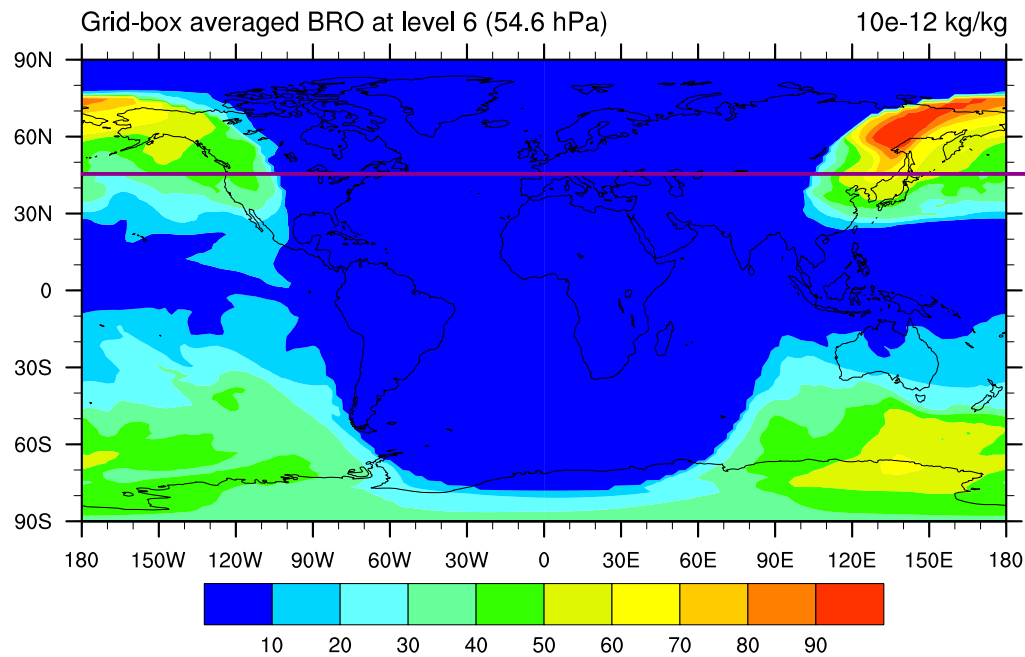 Grid-box averaged BRO at level 6 (54.6 hPa) 10e-12 kg/kg
90N
60N
30N
0
30S
60S
90S
180 150W 120W 90W 60W 30W 0 30E 60E 90E 120E 150E 180
10 20 30 40 50 60 70 80 90